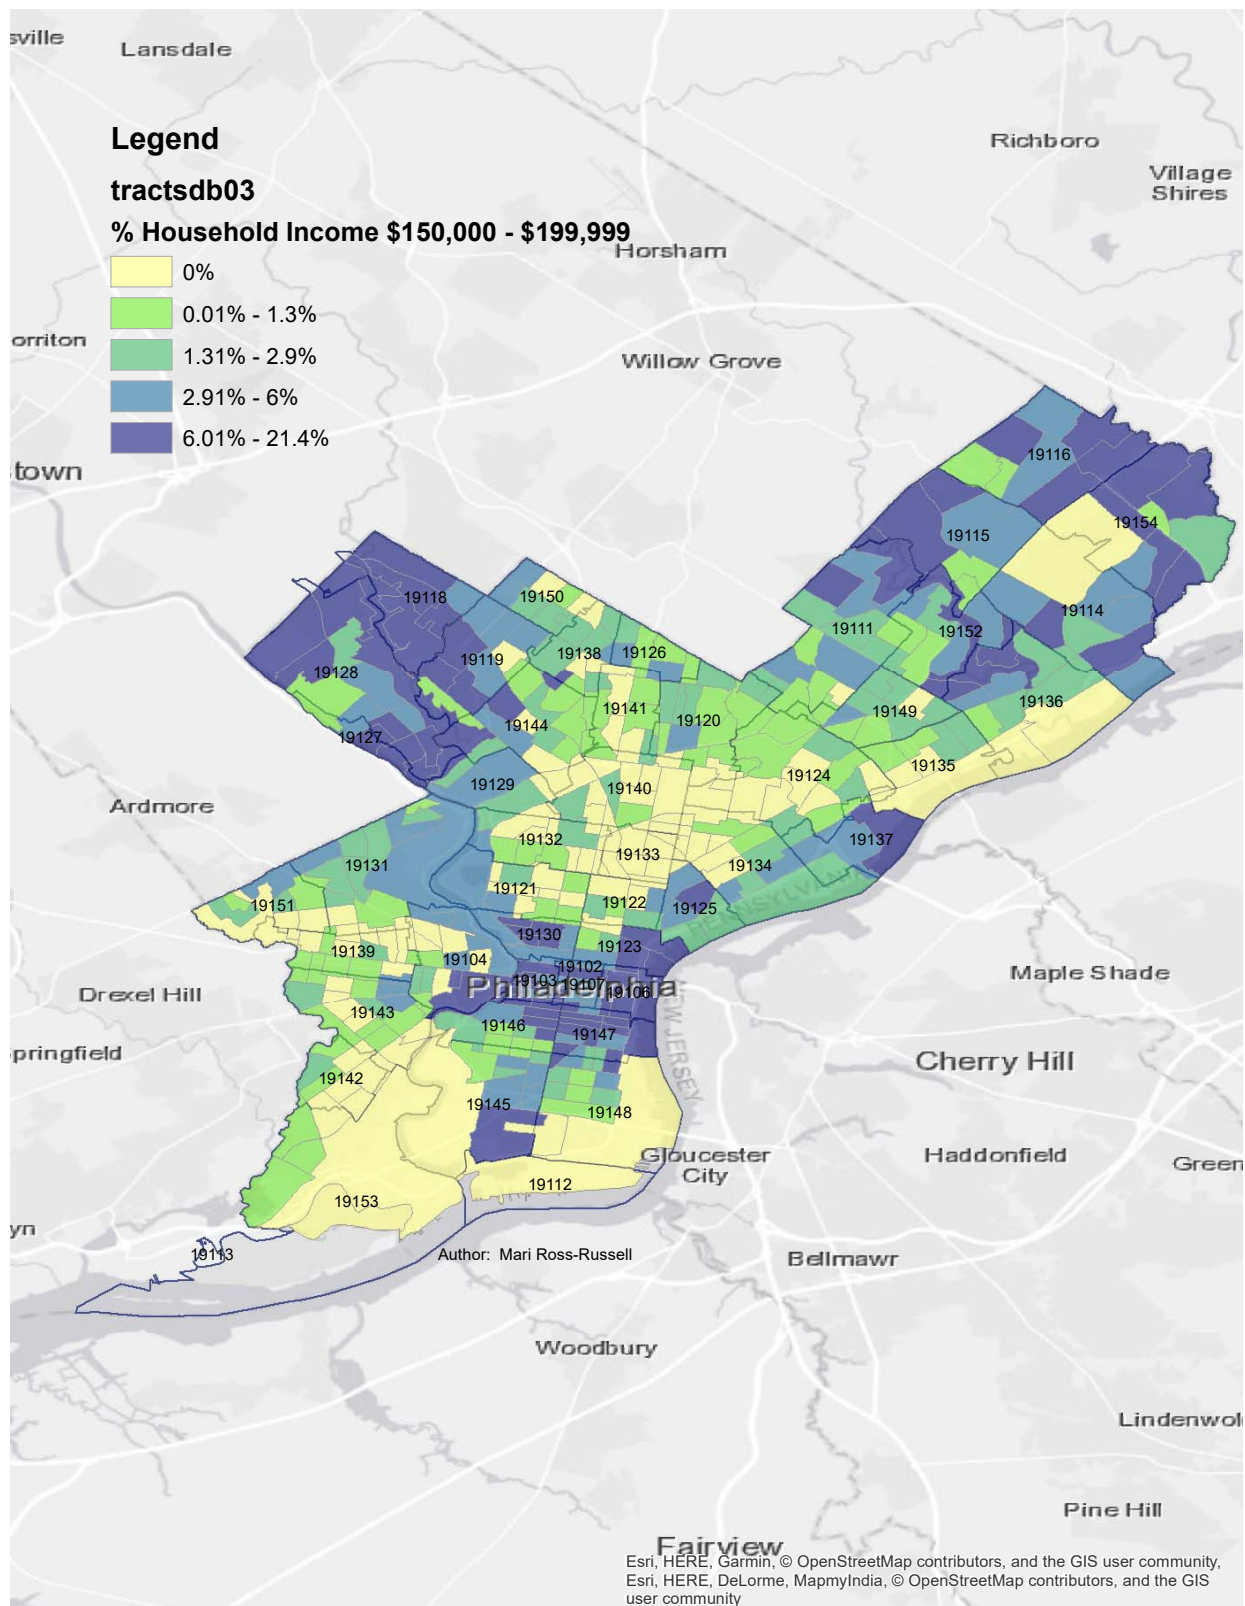 sville
Lansdale
Legend
Richboro
Village
Shires
tractsdb03
% Household Income $150,000 - $199,999
Horsham
0%
0.01% - 1.3%
orriton
1.31% - 2.9%
Willow Grove
2.91% - 6%
6.01% - 21.4%
town
19116
19154
19115
19118
19150
19114
19111
19152
19119
19138
19126
19128
19136
19141
19120
19149
19144
19127
19135
19124
19129
19140
Ardmore
19132
19137
19133
19131
19134
19121
PENNSYLVANIA
19151
19122
19125
19130
19123
19139
19104
19102
19103
19107
Philadelphia
19106
Maple Shade
Drexel Hill
19143
19146
19147
NEW JERSEY
pringfield
Cherry Hill
19142
19145
19148
Gloucester
City
Haddonfield
Green
19112
19153
yn
19113
Author:  Mari Ross-Russell
Bellmawr
Woodbury
Lindenwol
Pine Hill
Fairview
Esri, HERE, Garmin, © OpenStreetMap contributors, and the GIS user community,
Esri, HERE, DeLorme, MapmyIndia, © OpenStreetMap contributors, and the GIS
user community